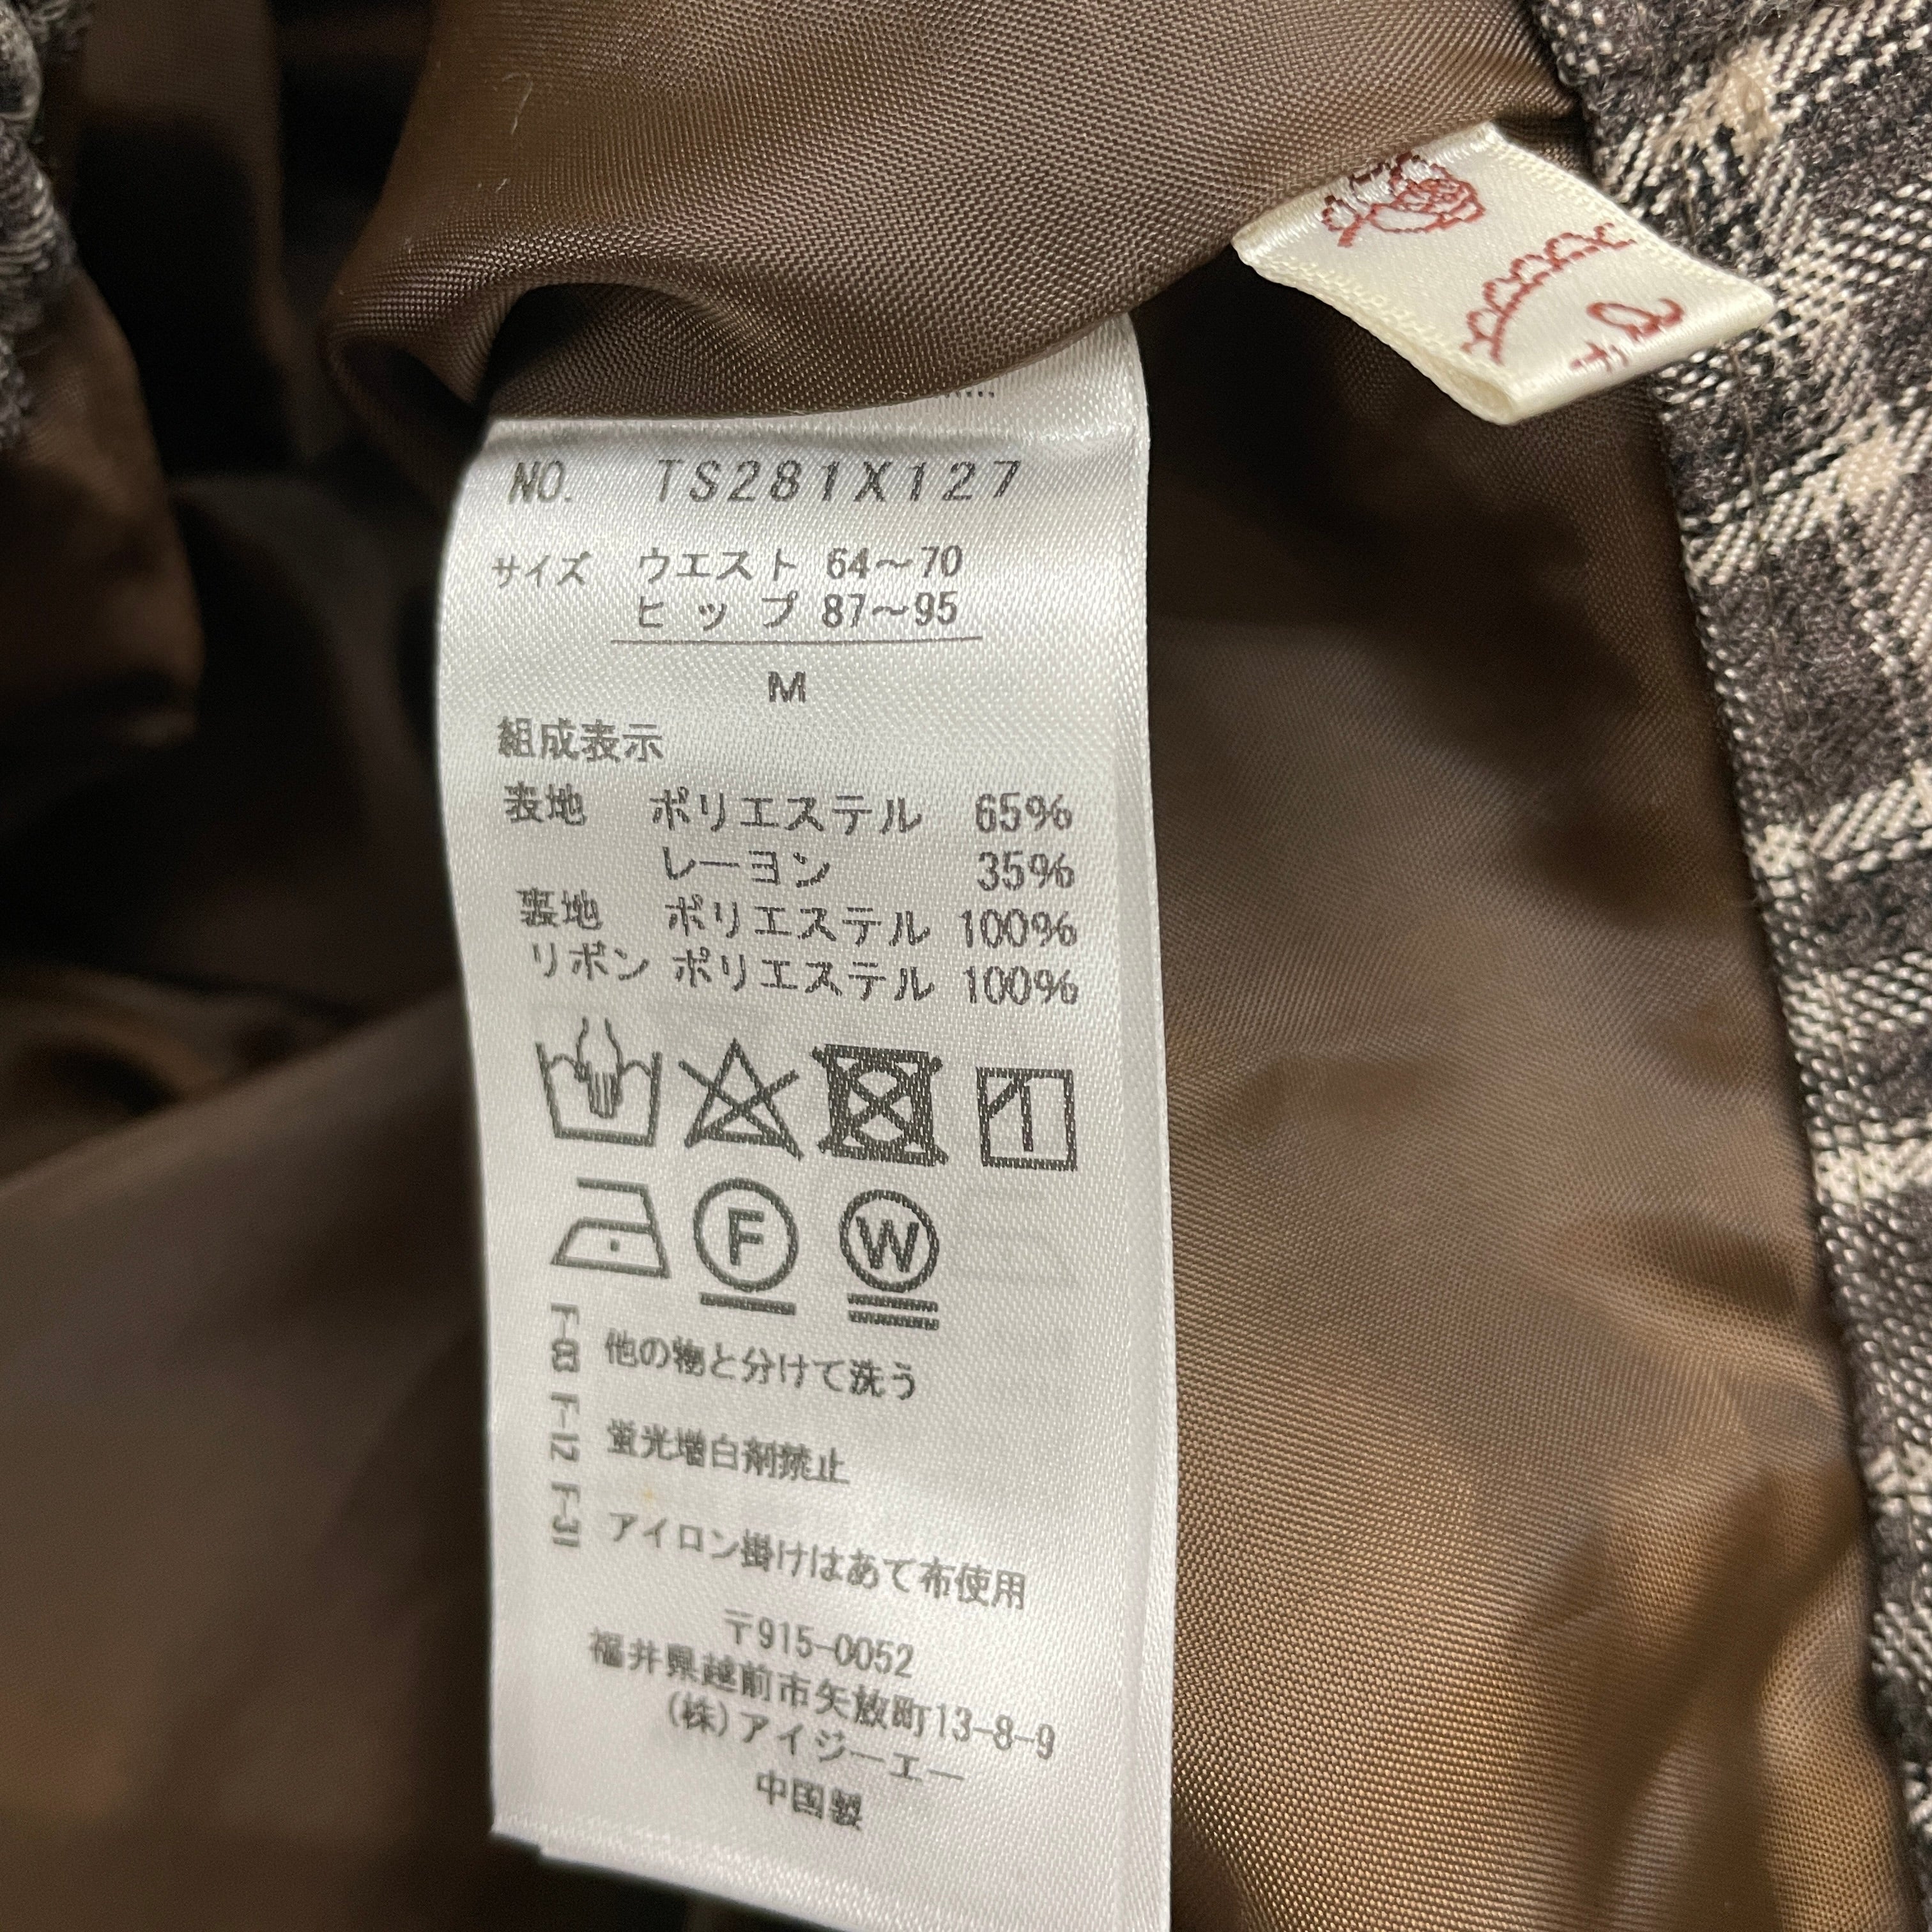 NO. TS281X127
サイズ ウエスト 64～70
ヒップ 87～95
M
組成表示
表地 ポリエステル 65%
レーヨン 35%
裏地 ポリエステル 100%
リボン ポリエステル 100%
F
W
F-03 他の物と分けて洗う
F-12 蛍光増白剤禁止
F-31 アイロン掛けはあて布使用
〒915-0052
福井県越前市矢放町13-8-9
(株)アイジーエー
中国製